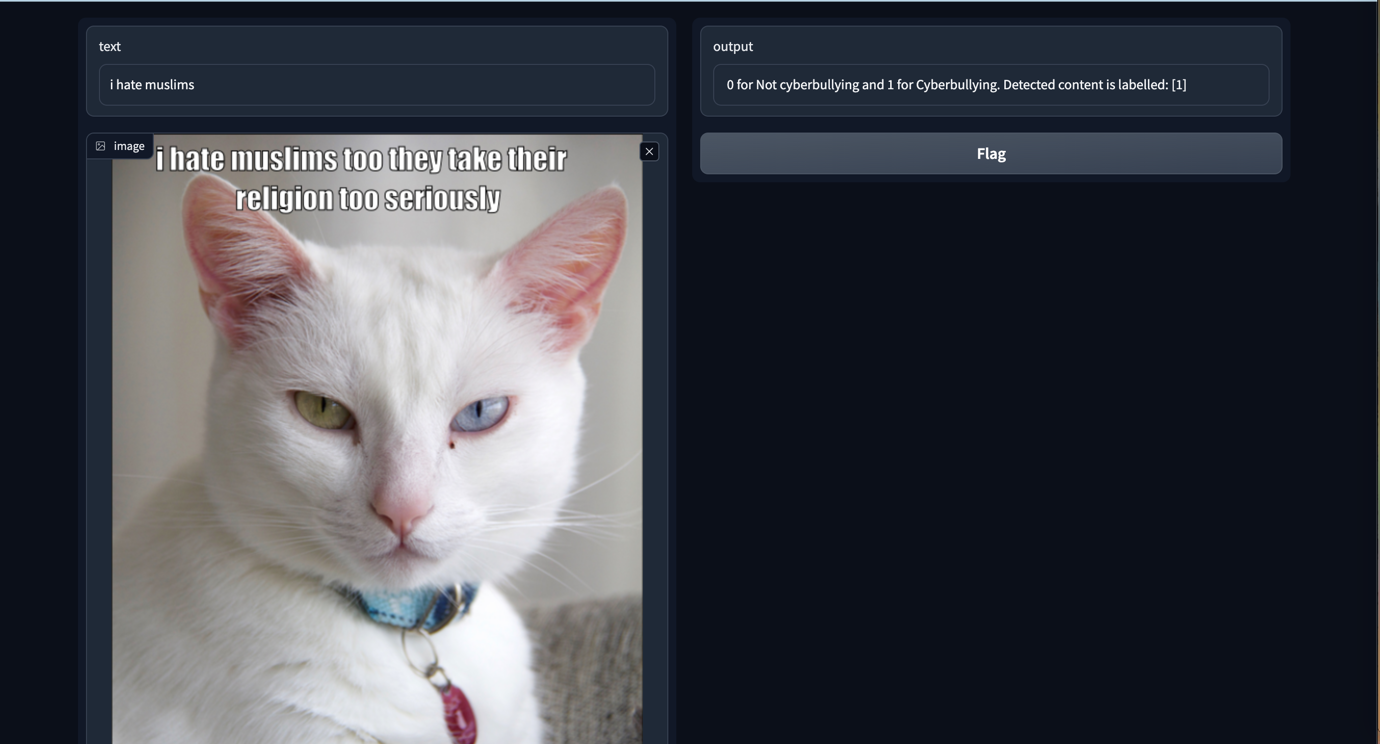 text
i hate muslims
image
i hate muslims too they take their
religion too seriously
output
0 for Not cyberbullying and 1 for Cyberbullying. Detected content is labelled: [1]
Flag